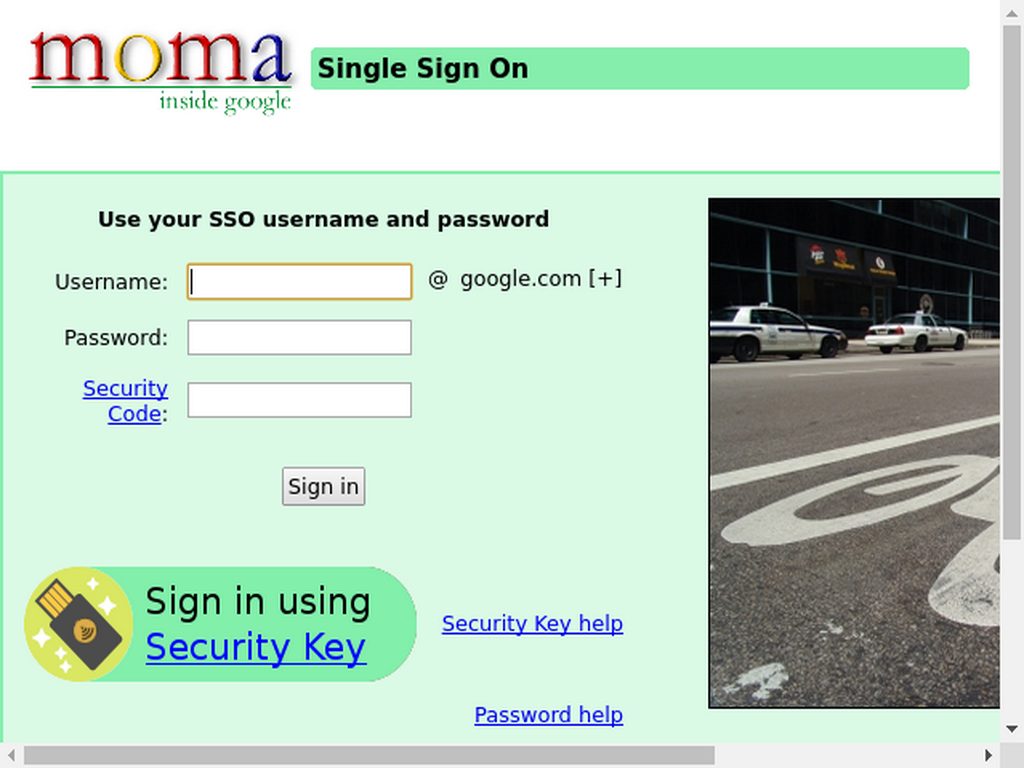 moma
inside google
Single Sign On
Use your SSO username and password
Username:
@ google.com [+]
Password:
Security
Code:
Sign in
Sign in using
Security Key
Security Key help
Password help